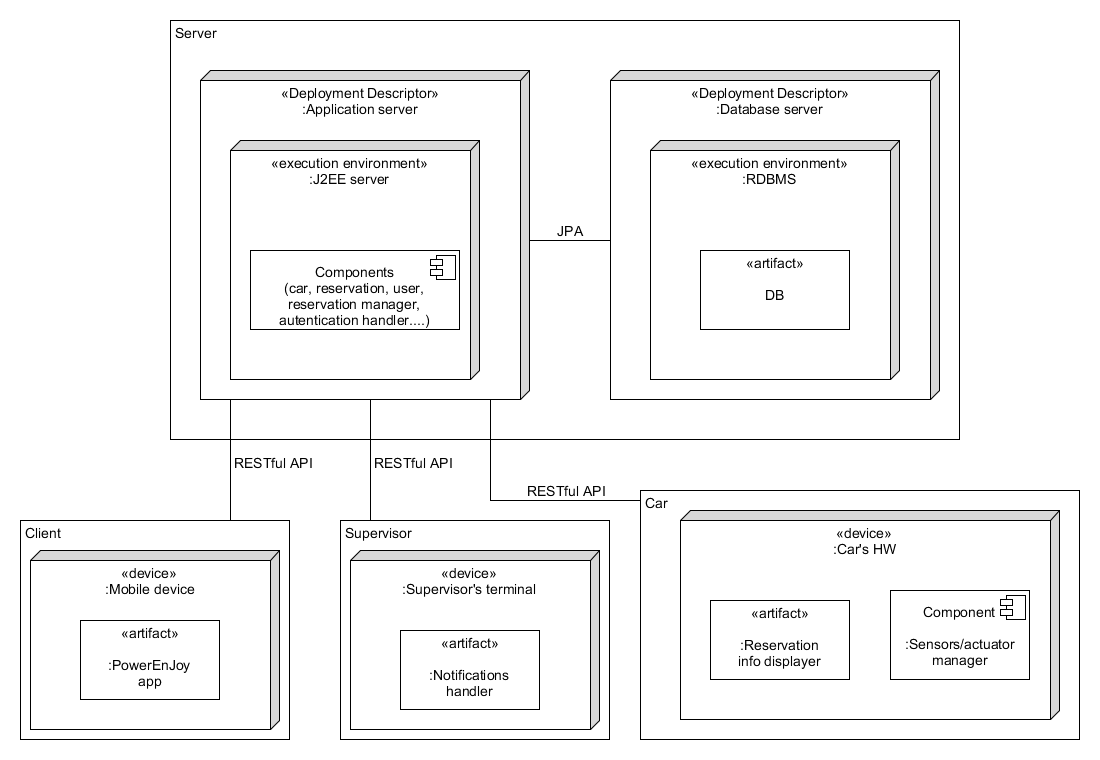 Server
«Deployment Descriptor»
:Application server
«execution environment»
:J2EE server
Components
(car, reservation, user,
reservation manager,
autentication handler....)
JPA
«Deployment Descriptor»
:Database server
«execution environment»
:RDBMS
«artifact»
DB
RESTful API
RESTful API
RESTful API
Client
«device»
:Mobile device
«artifact»
:PowerEnJoy
app
Supervisor
«device»
:Supervisor's terminal
«artifact»
:Notifications
handler
Car
«device»
:Car's HW
«artifact»
:Reservation
info displayer
Component
:Sensors/actuator
manager